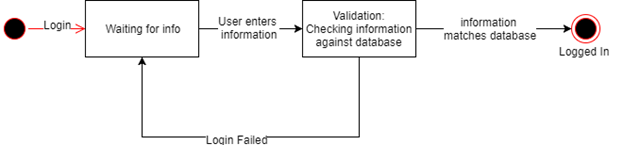 Login
Waiting for info
User enters
information
Validation:
Checking information
against database
information
matches database
Logged In
Login Failed